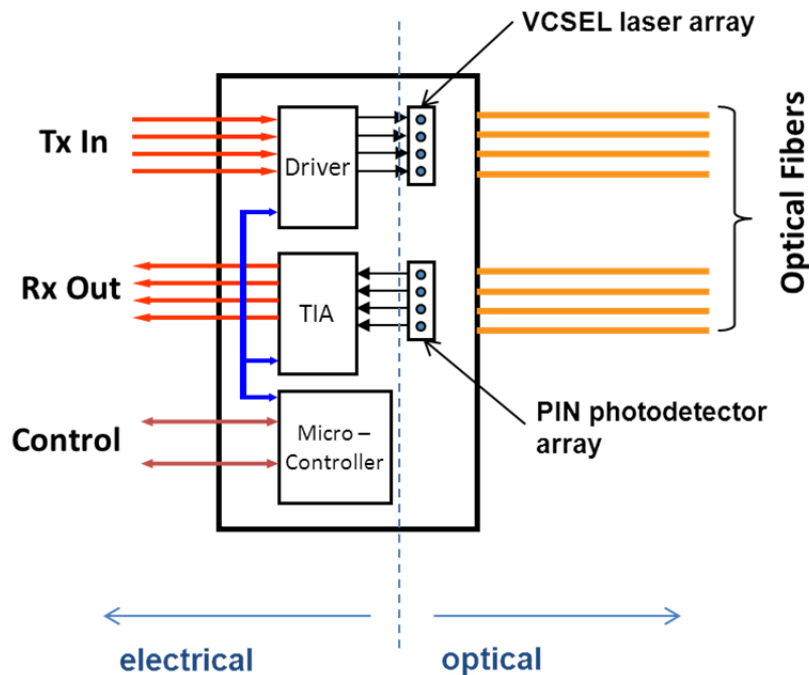 VCSEL laser array
Tx In
Driver
Optical Fibers
Rx Out
TIA
PIN photodetector
array
Control
Micro –
Controller
electrical
optical